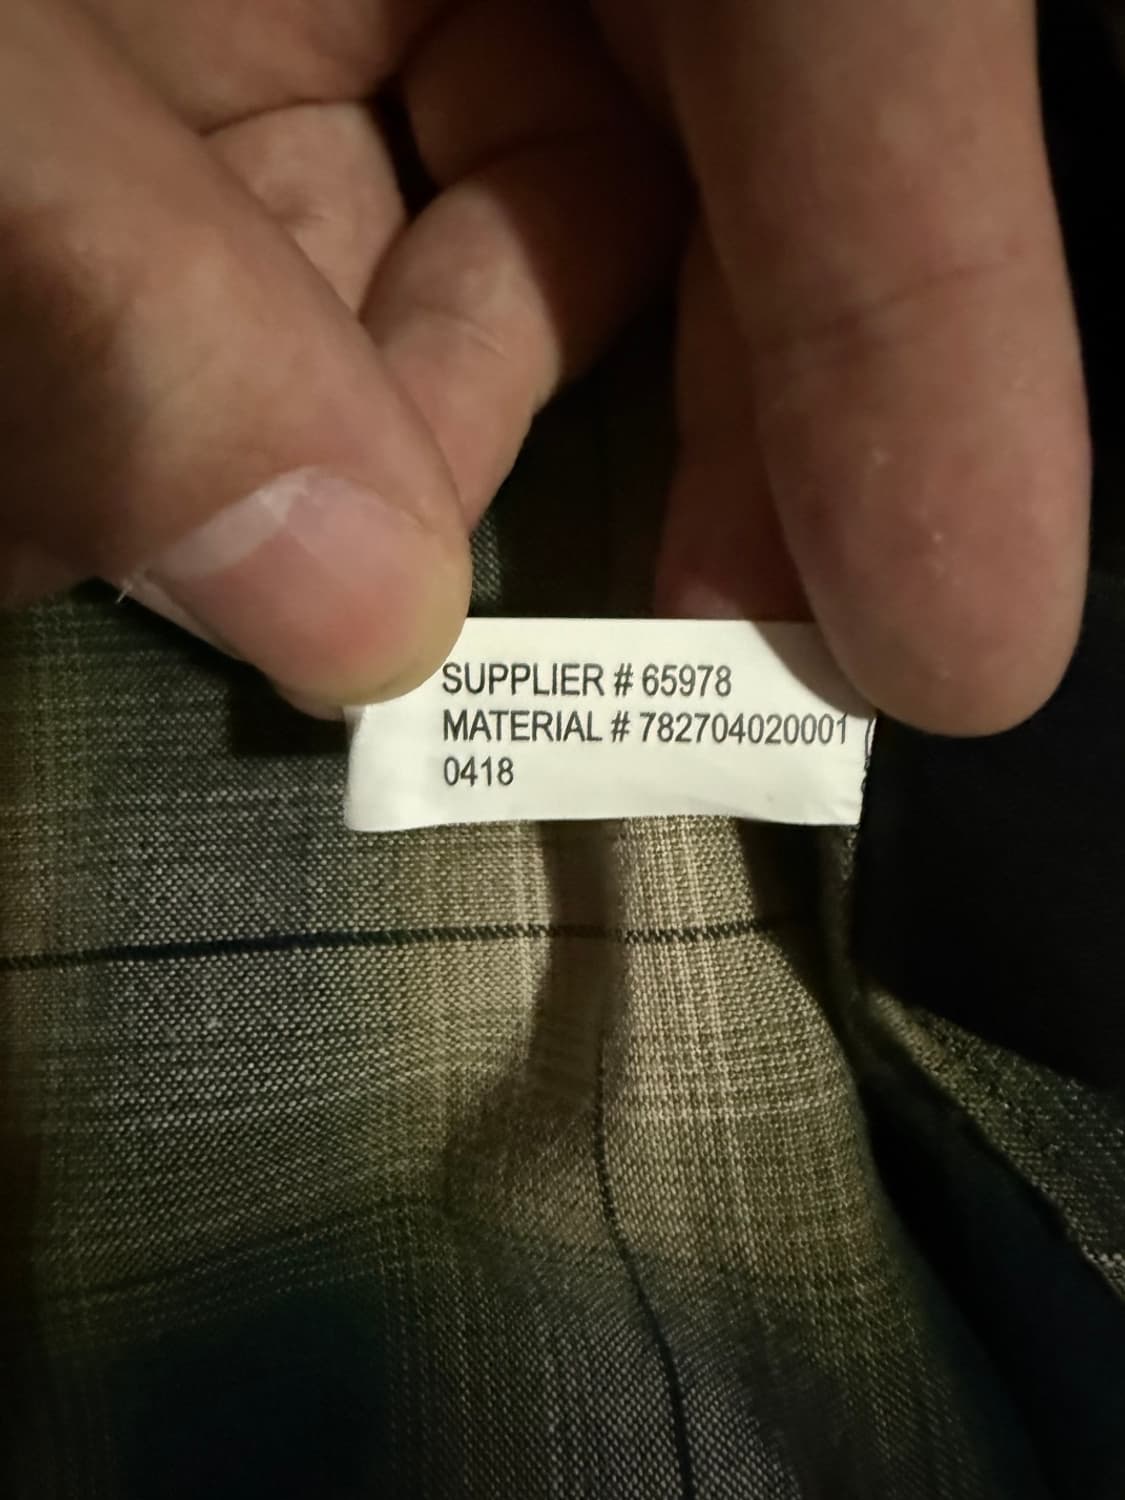 SUPPLIER # 65978
MATERIAL # 782704020001
0418